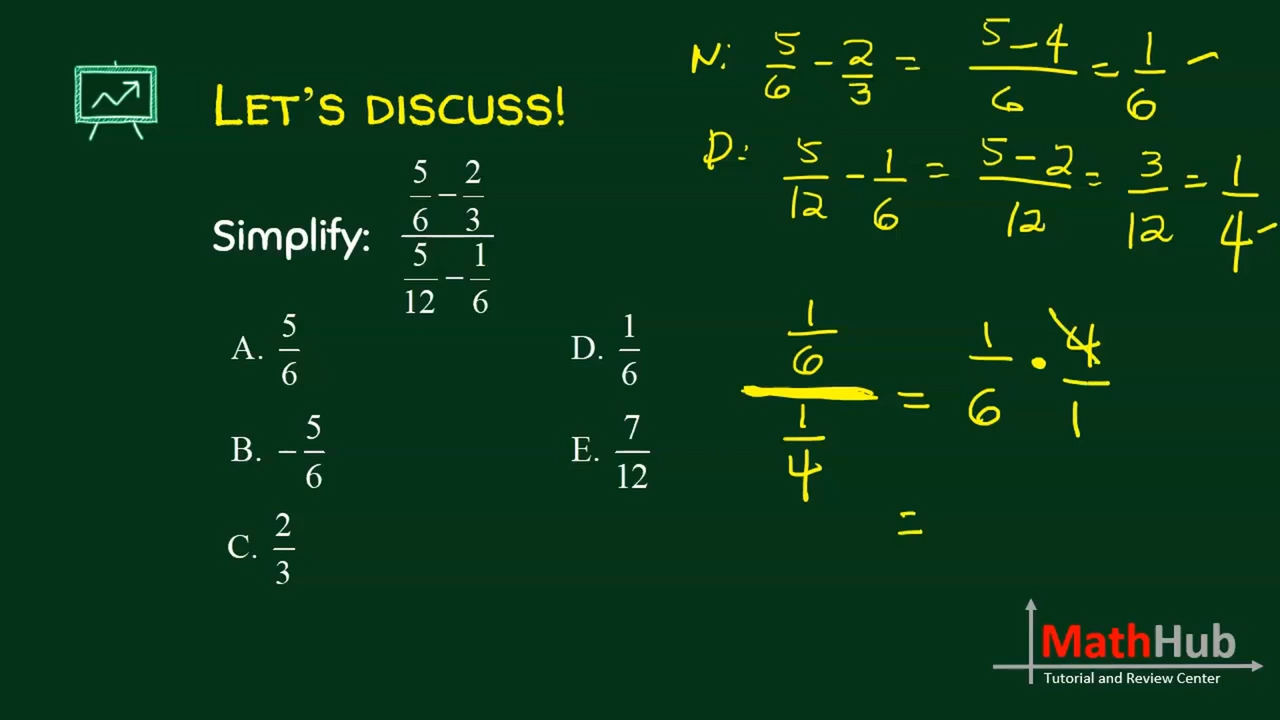 LET'S DISCUSS!
Simplify: (5/6 − 2/3) / (5/12 − 1/6)
A. 5/6
B. −5/6
C. 2/3
D. 1/6
E. 7/12
N: 5/6 − 2/3 = (5−4)/6 = 1/6
D: 5/12 − 1/6 = (5−2)/12 = 3/12 = 1/4
(1/6)/(1/4) = 1/6 · 4/1
=
MathHub
Tutorial and Review Center